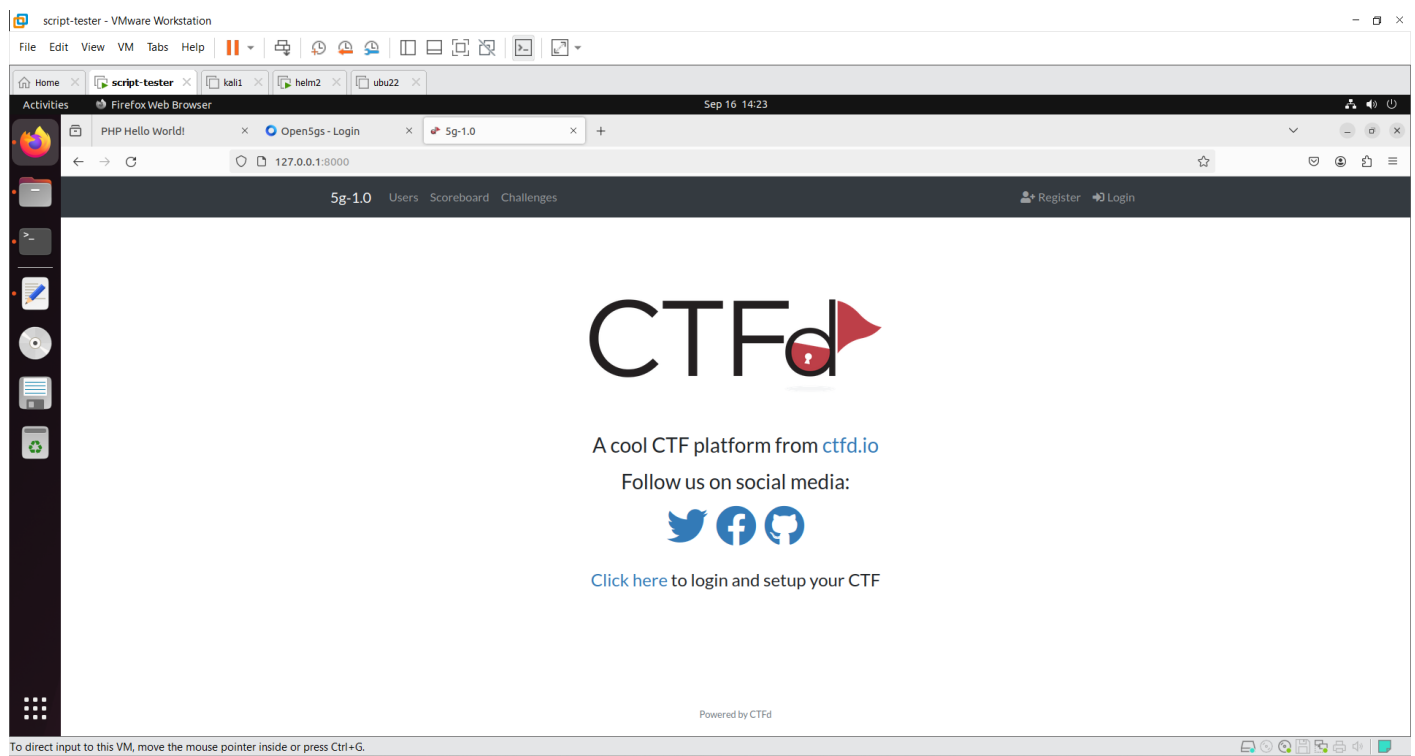 script-tester - VMware Workstation
File Edit View VM Tabs Help
Home script-tester kali1 helm2 ubu22
Activities Firefox Web Browser Sep 16 14:23
PHP Hello World! Open5gs - Login 5g-1.0
127.0.0.1:8000
5g-1.0 Users Scoreboard Challenges Register Login
CTFd
A cool CTF platform from ctfd.io
Follow us on social media:
Click here to login and setup your CTF
Powered by CTFd
To direct input to this VM, move the mouse pointer inside or press Ctrl+G.